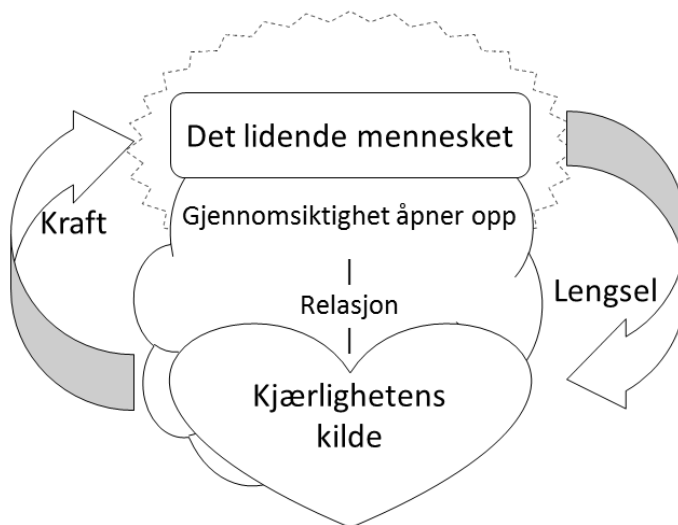 Det lidende mennesket
Gjennomsiktighet åpner opp
Kraft
Lengsel
Relasjon
Kjærlighetens
kilde